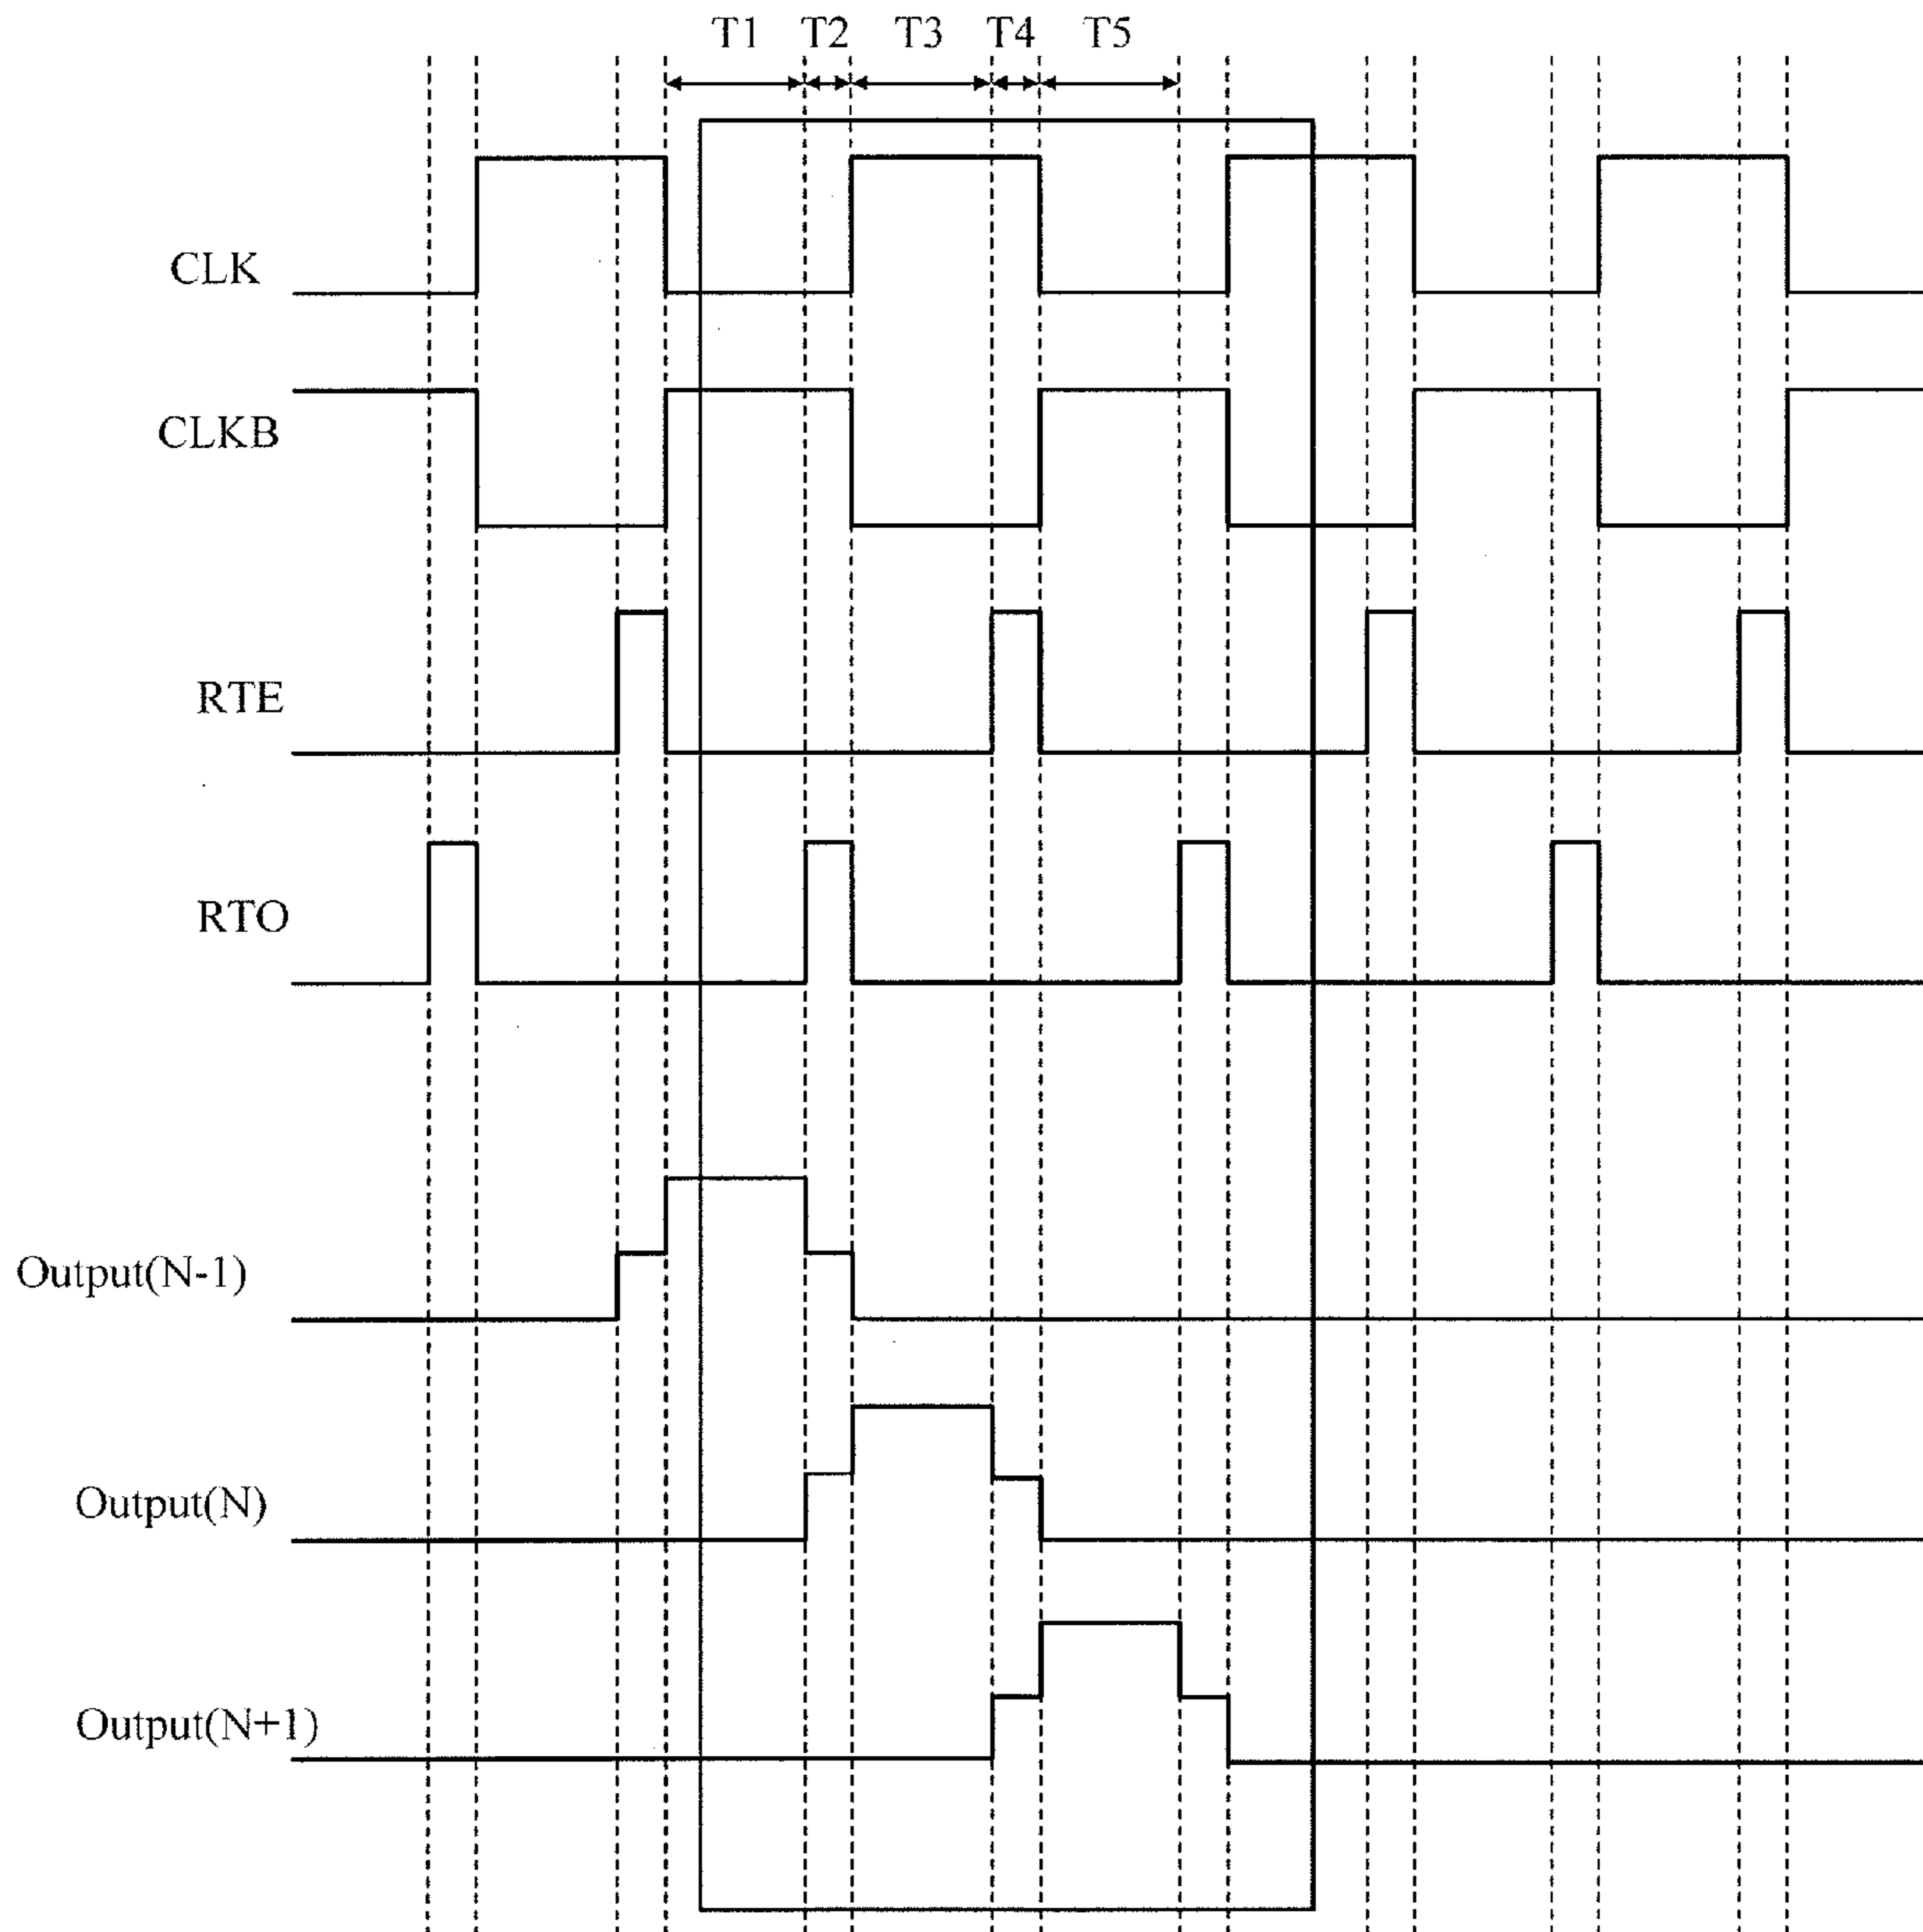 T1 T2 T3 T4 T5
CLK
CLKB
RTE
RTO
Output(N-1)
Output(N)
Output(N+1)